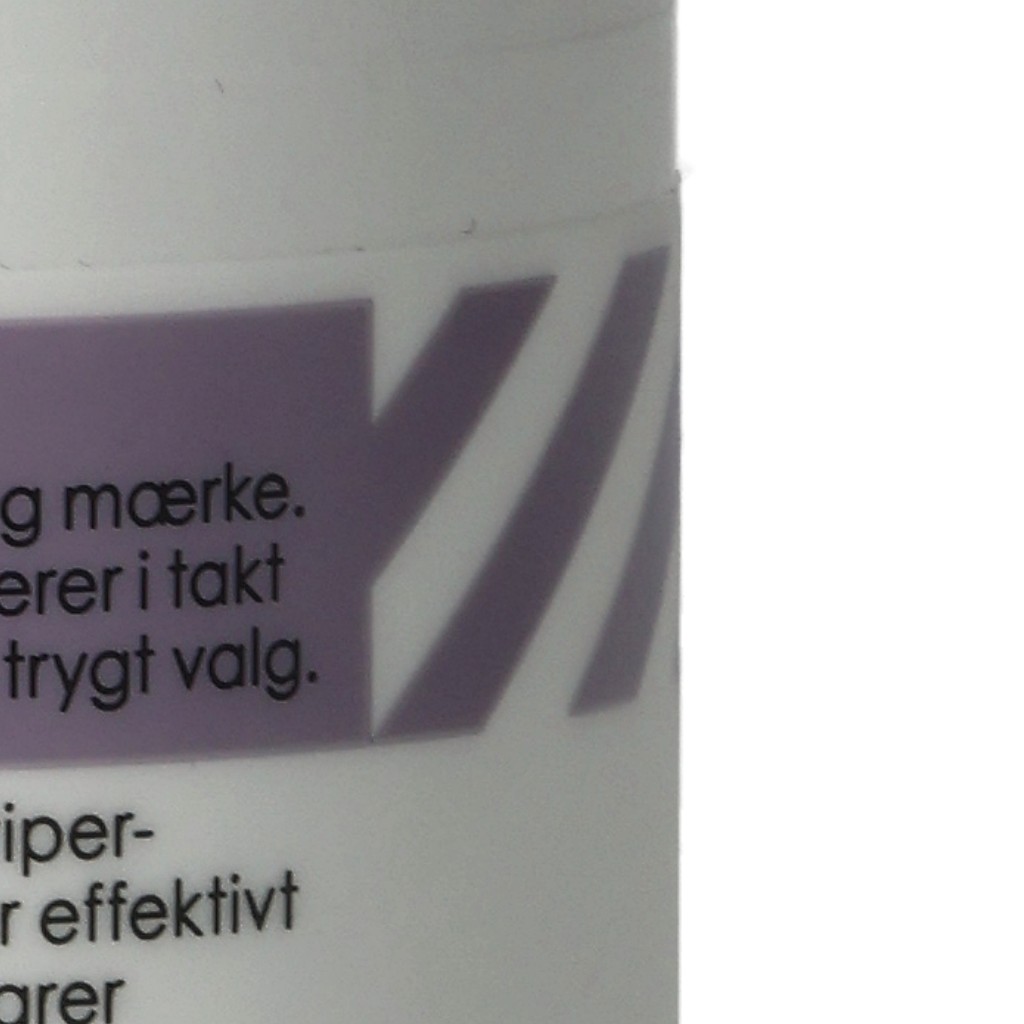 g mærke.
erer i takt
trygt valg.
iper-
r effektivt
arer